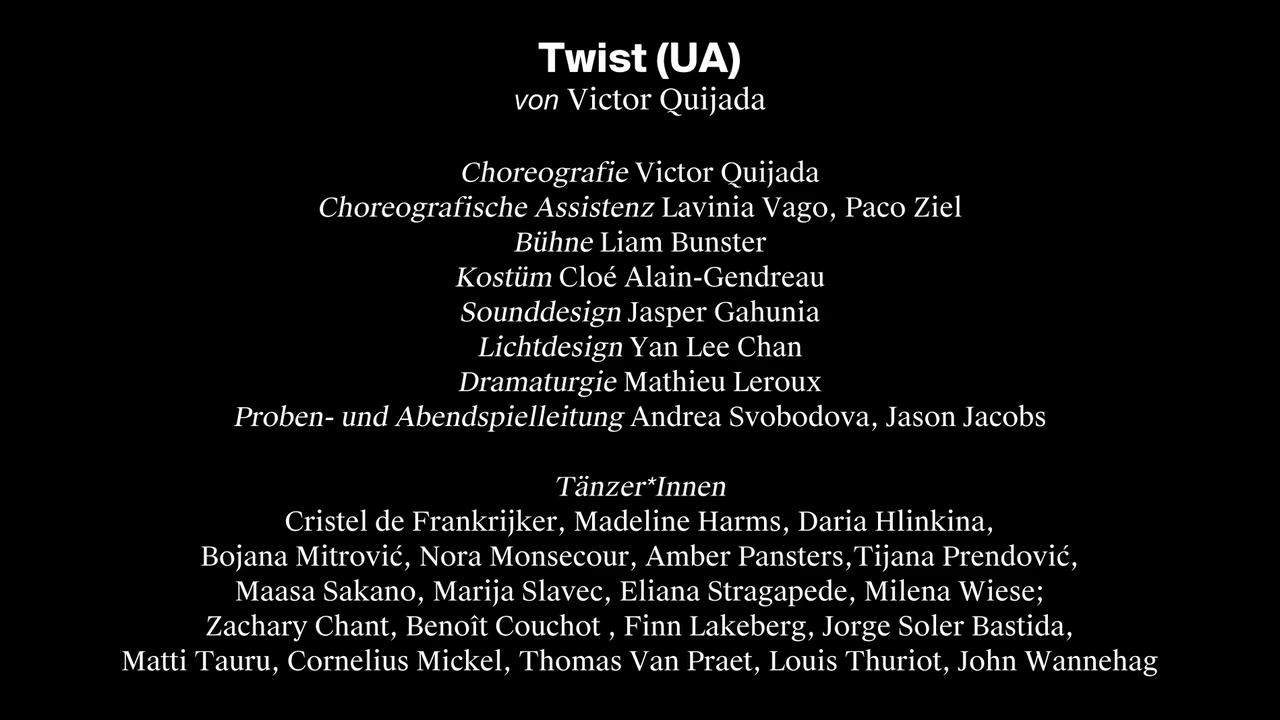 Twist (UA)
von Victor Quijada
Choreografie Victor Quijada
Choreografische Assistenz Lavinia Vago, Paco Ziel
Bühne Liam Bunster
Kostüm Cloé Alain-Gendreau
Sounddesign Jasper Gahunia
Lichtdesign Yan Lee Chan
Dramaturgie Mathieu Leroux
Proben- und Abendspielleitung Andrea Svobodova, Jason Jacobs
Tänzer*Innen
Cristel de Frankrijker, Madeline Harms, Daria Hlinkina,
Bojana Mitrović, Nora Monsecour, Amber Pansters,Tijana Prendović,
Maasa Sakano, Marija Slavec, Eliana Stragapede, Milena Wiese;
Zachary Chant, Benoît Couchot , Finn Lakeberg, Jorge Soler Bastida,
Matti Tauru, Cornelius Mickel, Thomas Van Praet, Louis Thuriot, John Wannehag